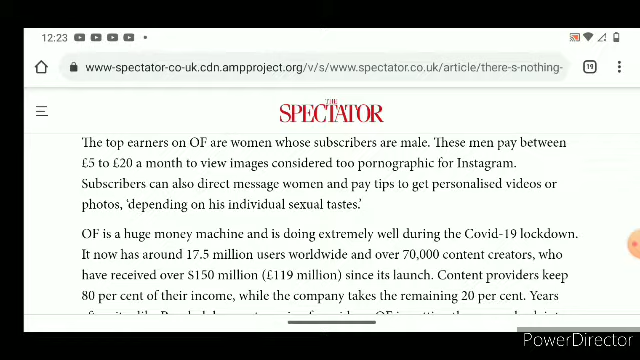 12:23
www-spectator-co-uk.cdn.ampproject.org/v/s/www.spectator.co.uk/article/there-s-nothing-
19
THE
SPECTATOR
The top earners on OF are women whose subscribers are male. These men pay between
£5 to £20 a month to view images considered too pornographic for Instagram.
Subscribers can also direct message women and pay tips to get personalised videos or
photos, ‘depending on his individual sexual tastes.’
OF is a huge money machine and is doing extremely well during the Covid-19 lockdown.
It now has around 17.5 million users worldwide and over 70,000 content creators, who
have received over $150 million (£119 million) since its launch. Content providers keep
80 per cent of their income, while the company takes the remaining 20 per cent. Years
PowerDirector